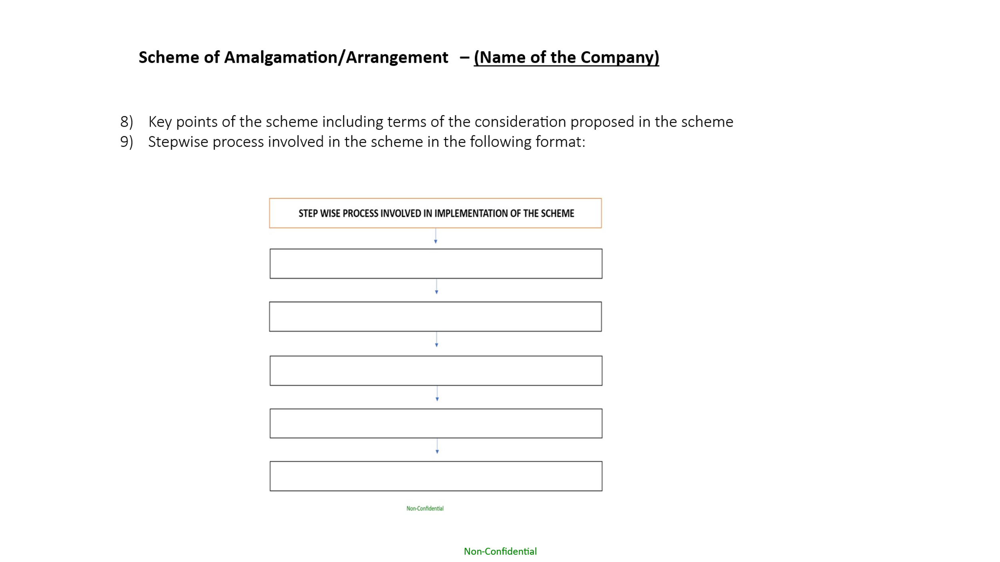 Scheme of Amalgamation/Arrangement – (Name of the Company)
8) Key points of the scheme including terms of the consideration proposed in the scheme
9) Stepwise process involved in the scheme in the following format:
STEP WISE PROCESS INVOLVED IN IMPLEMENTATION OF THE SCHEME
Non-Confidential
Non-Confidential